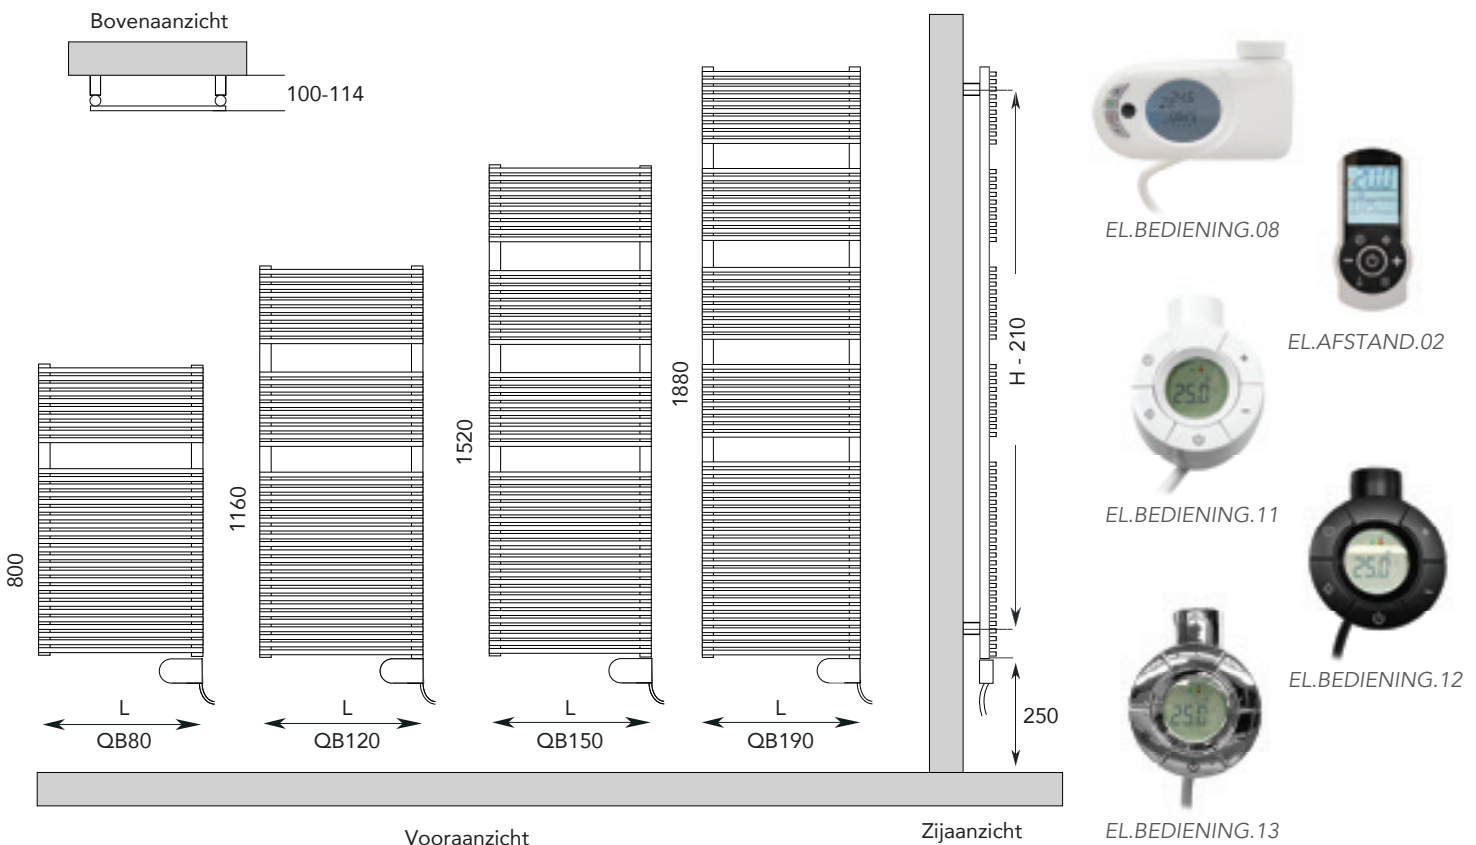 Bovenaanzicht
100-114
800
L
QB80
1160
L
QB120
1520
L
QB150
1880
L
QB190
H - 210
250
Vooraanzicht
Zijaanzicht
EL.BEDIENING.08
EL.AFSTAND.02
25.0
EL.BEDIENING.11
25.0
EL.BEDIENING.12
25.0
EL.BEDIENING.13